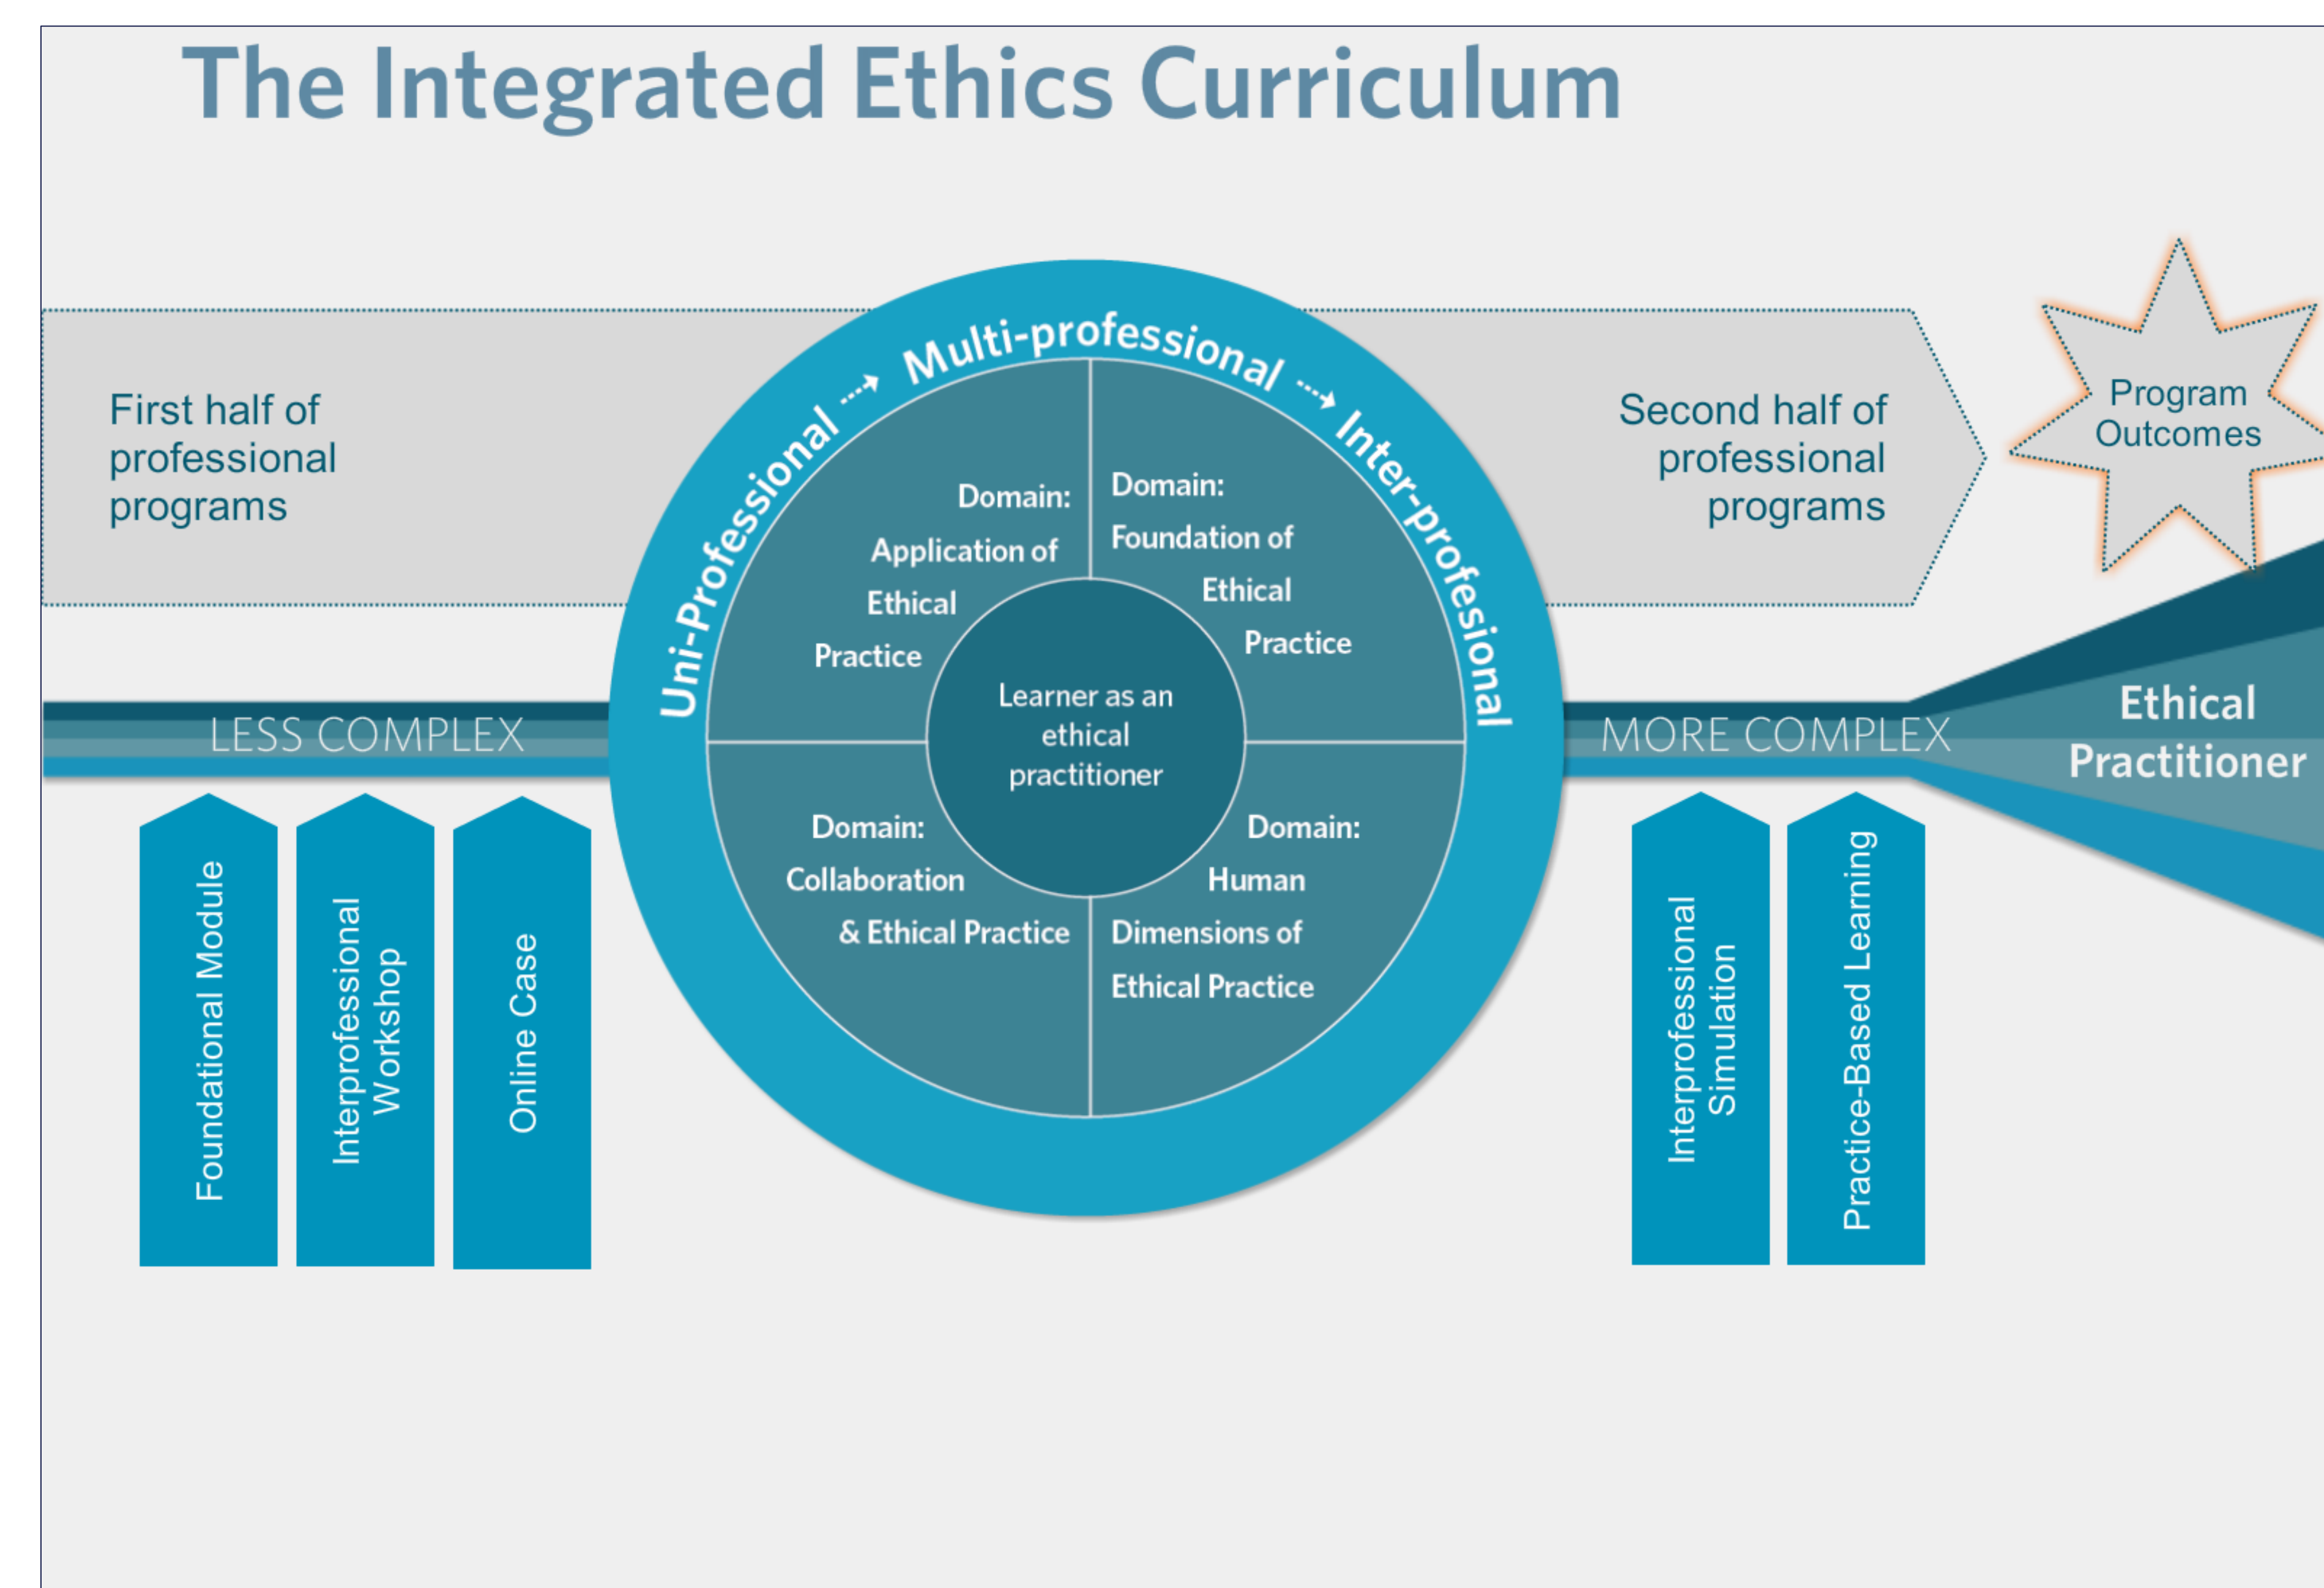 The Integrated Ethics Curriculum
First half of
professional
programs
Uni-Professional ⤏ Multi-professional ⤏ Inter-profesional
Second half of
professional
programs
Program
Outcomes
Domain:
Application of
Ethical
Practice
Domain:
Foundation of
Ethical
Practice
Learner as an
ethical
practitioner
Domain:
Collaboration
& Ethical Practice
Domain:
Human
Dimensions of
Ethical Practice
LESS COMPLEX
MORE COMPLEX
Ethical
Practitioner
Foundational Module
Interprofessional
Workshop
Online Case
Interprofessional
Simulation
Practice-Based Learning